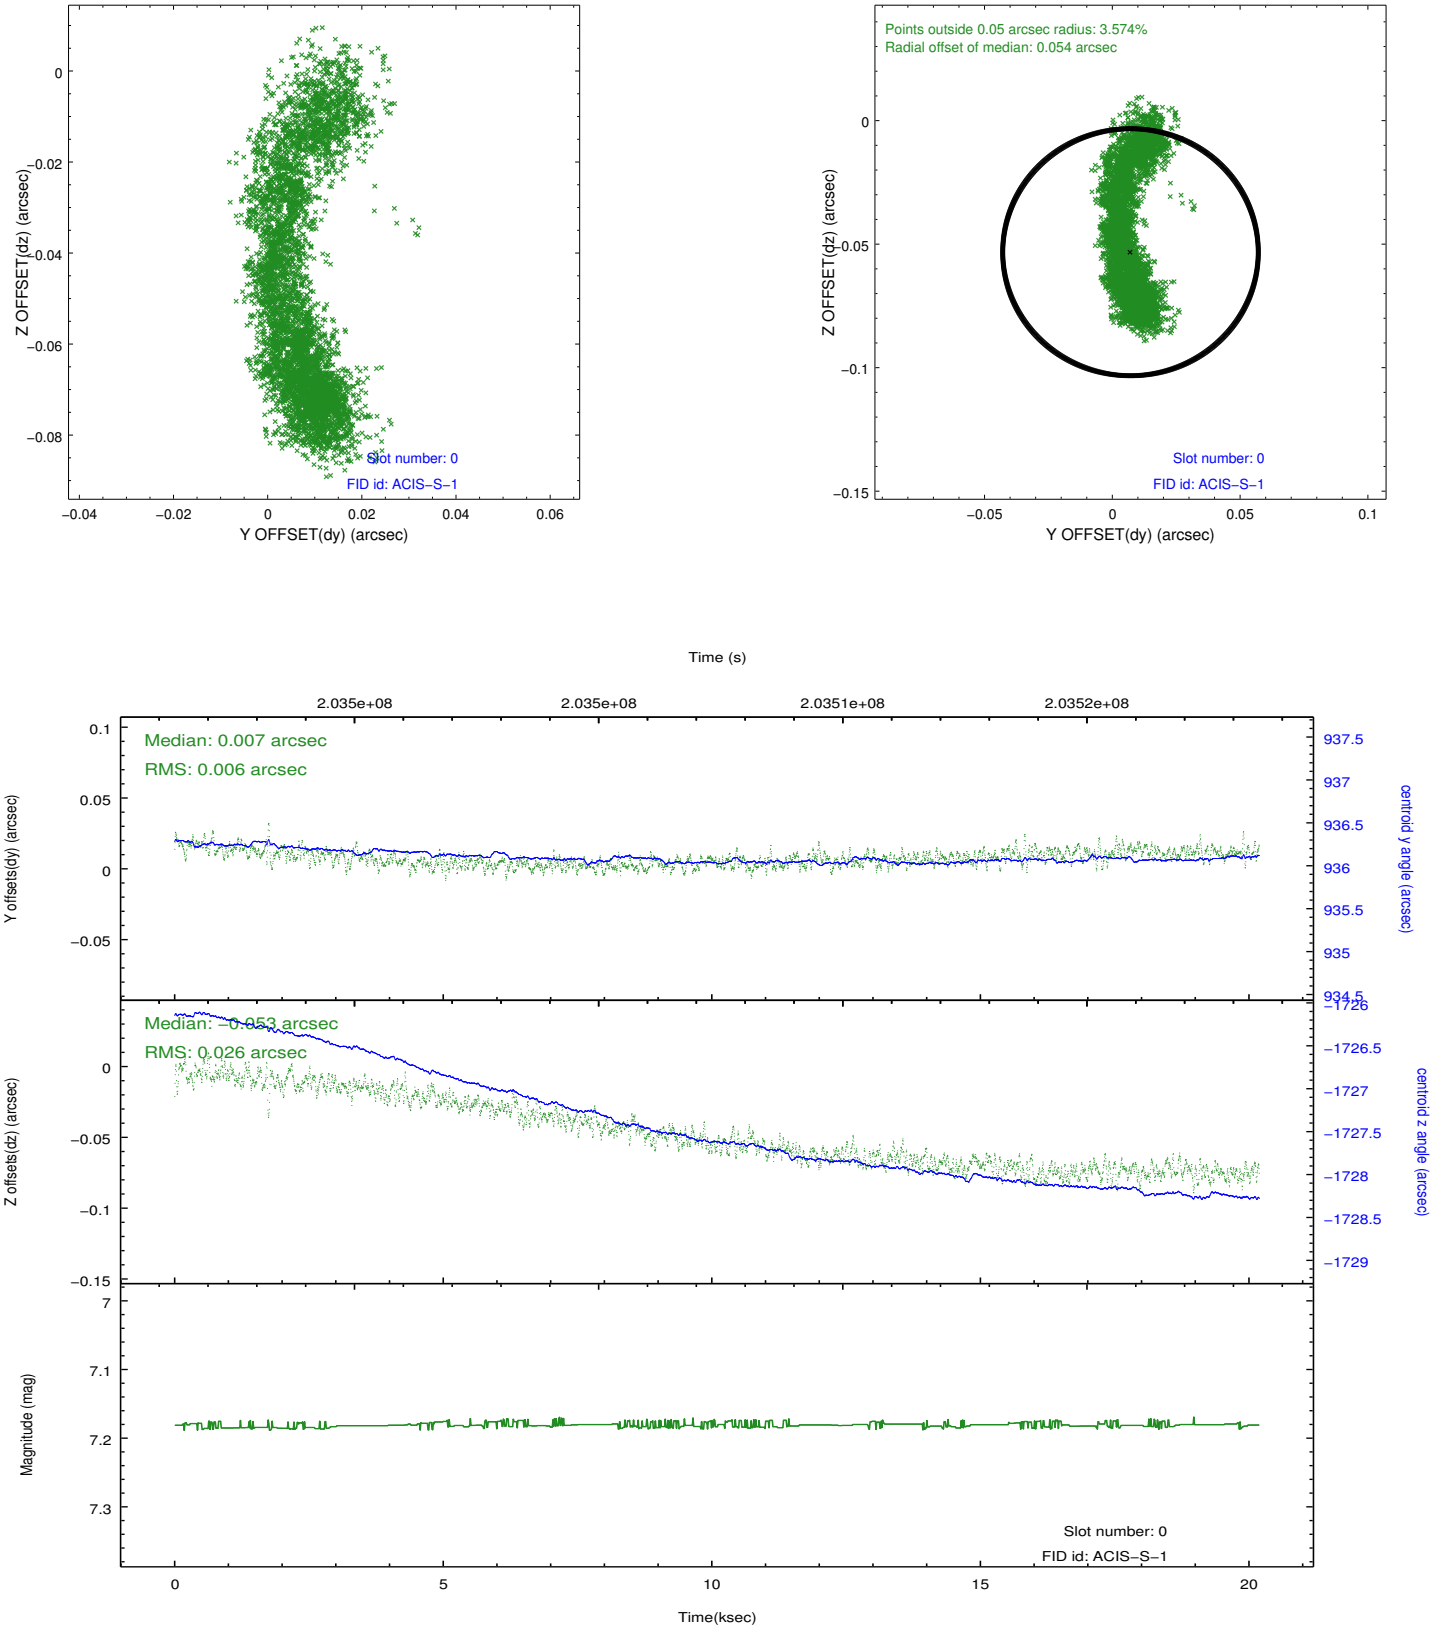 0
−0.02
−0.04
−0.06
−0.08
Z OFFSET(dz) (arcsec)
Slot number: 0
FID id: ACIS−S−1
−0.04 −0.02 0 0.02 0.04 0.06
Y OFFSET(dy) (arcsec)
Points outside 0.05 arcsec radius: 3.574%
Radial offset of median: 0.054 arcsec
0
−0.05
−0.1
−0.15
Z OFFSET(dz) (arcsec)
Slot number: 0
FID id: ACIS−S−1
−0.05 0 0.05 0.1
Y OFFSET(dy) (arcsec)
Time (s)
2.035e+08 2.035e+08 2.0351e+08 2.0352e+08
Median: 0.007 arcsec
RMS: 0.006 arcsec
0.1
0.05
0
−0.05
Y offsets(dy) (arcsec)
937.5
937
936.5
936
935.5
935
934.5
centroid y angle (arcsec)
Median: −0.053 arcsec
RMS: 0.026 arcsec
0
−0.05
−0.1
−0.15
Z offsets(dz) (arcsec)
−1726
−1726.5
−1727
−1727.5
−1728
−1728.5
−1729
centroid z angle (arcsec)
7
7.1
7.2
7.3
Magnitude (mag)
Slot number: 0
FID id: ACIS−S−1
0 5 10 15 20
Time(ksec)